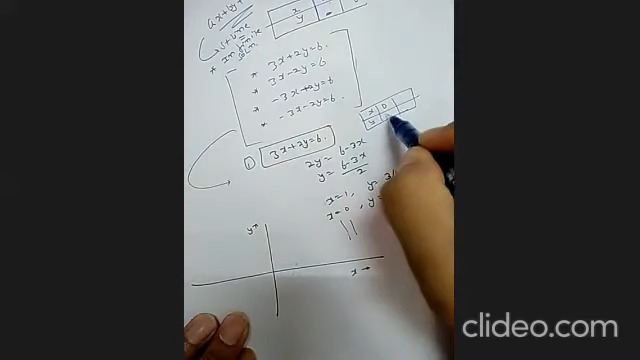 ax+by+
x
y
* infinite
soln
* 3x+2y=6.
* 3x-2y=6
* -3x+2y=6
* -3x-2y=6.
x 0
y
① 3x+2y=6.
2y= 6-3x
y= 6-3x
2
x=1, y= 3/
x=0, y=
y
x →
clideo.com